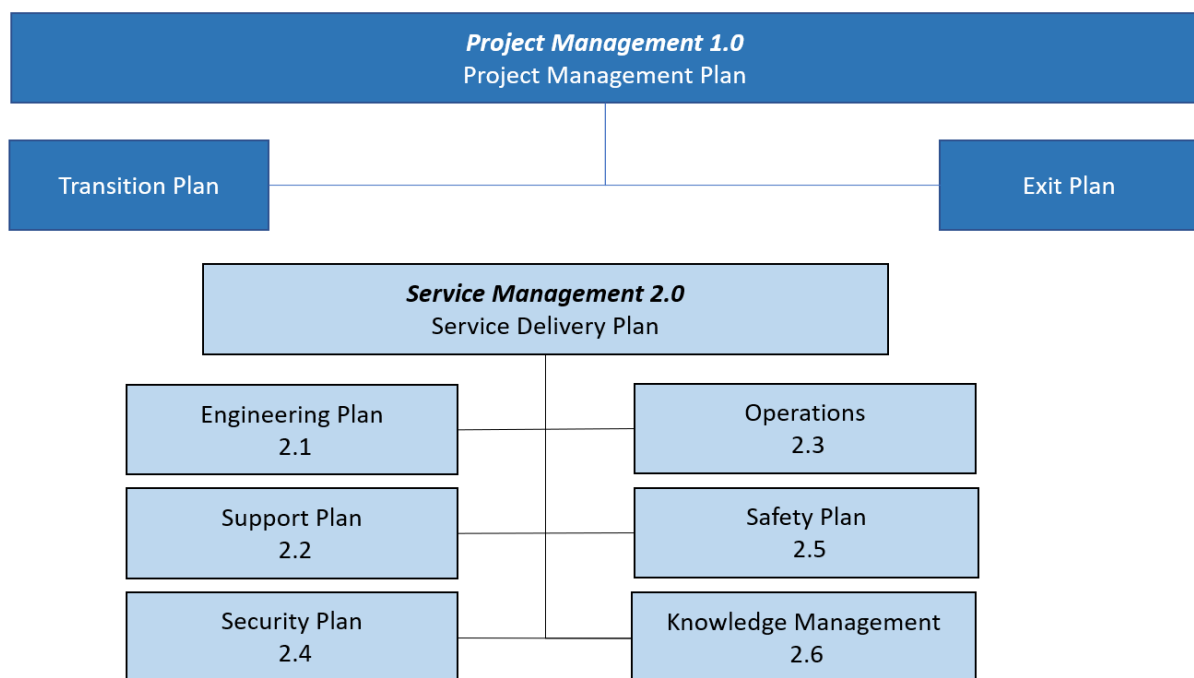 Project Management 1.0
Project Management Plan
Transition Plan
Exit Plan
Service Management 2.0
Service Delivery Plan
Engineering Plan
2.1
Operations
2.3
Support Plan
2.2
Safety Plan
2.5
Security Plan
2.4
Knowledge Management
2.6